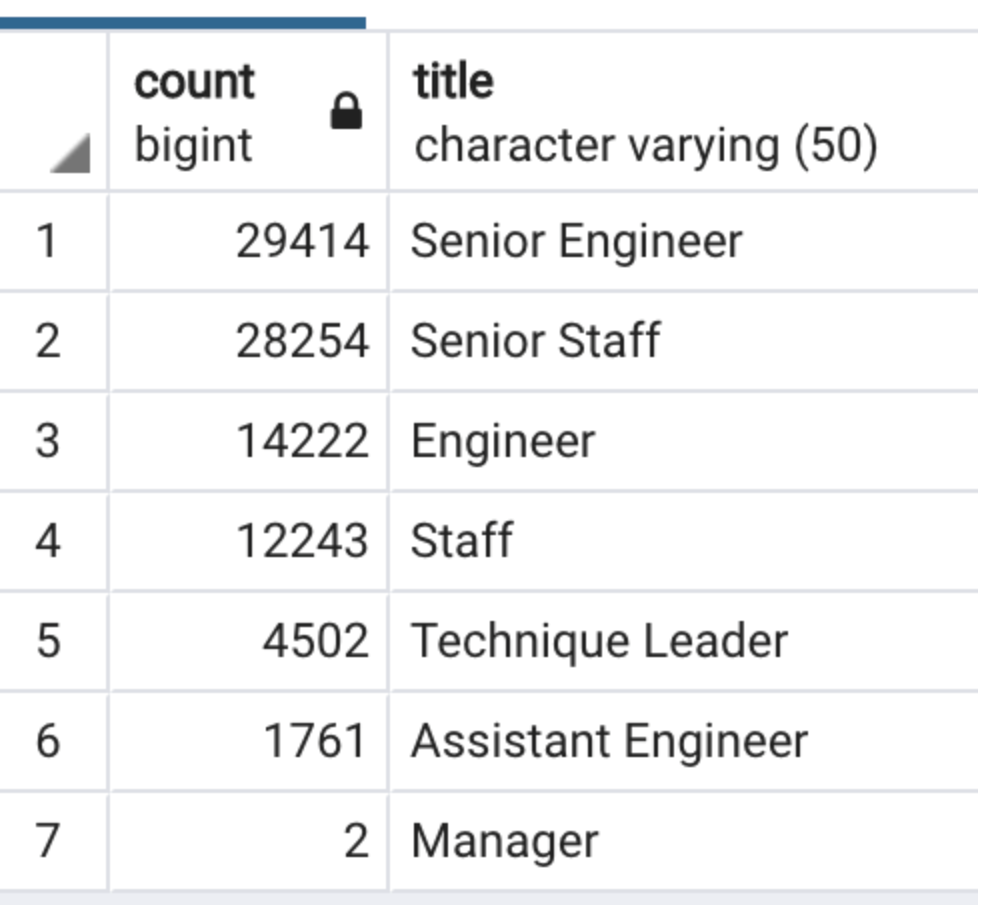 count title
bigint character varying (50)
1 29414 Senior Engineer
2 28254 Senior Staff
3 14222 Engineer
4 12243 Staff
5 4502 Technique Leader
6 1761 Assistant Engineer
7 2 Manager